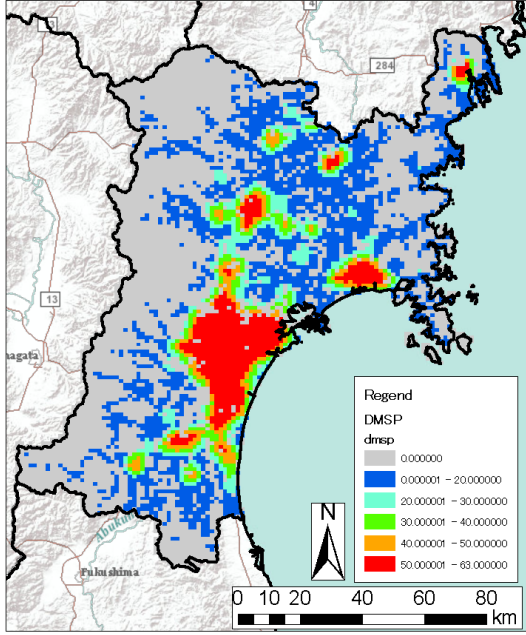 4
284
13
nagata
Abuku
Fukushima
Regend
DMSP
dmsp
0.000000
0.000001 - 20.000000
20.000001 - 30.000000
30.000001 - 40.000000
40.000001 - 50.000000
50.000001 - 63.000000
N
0 10 20 40 60 80
km